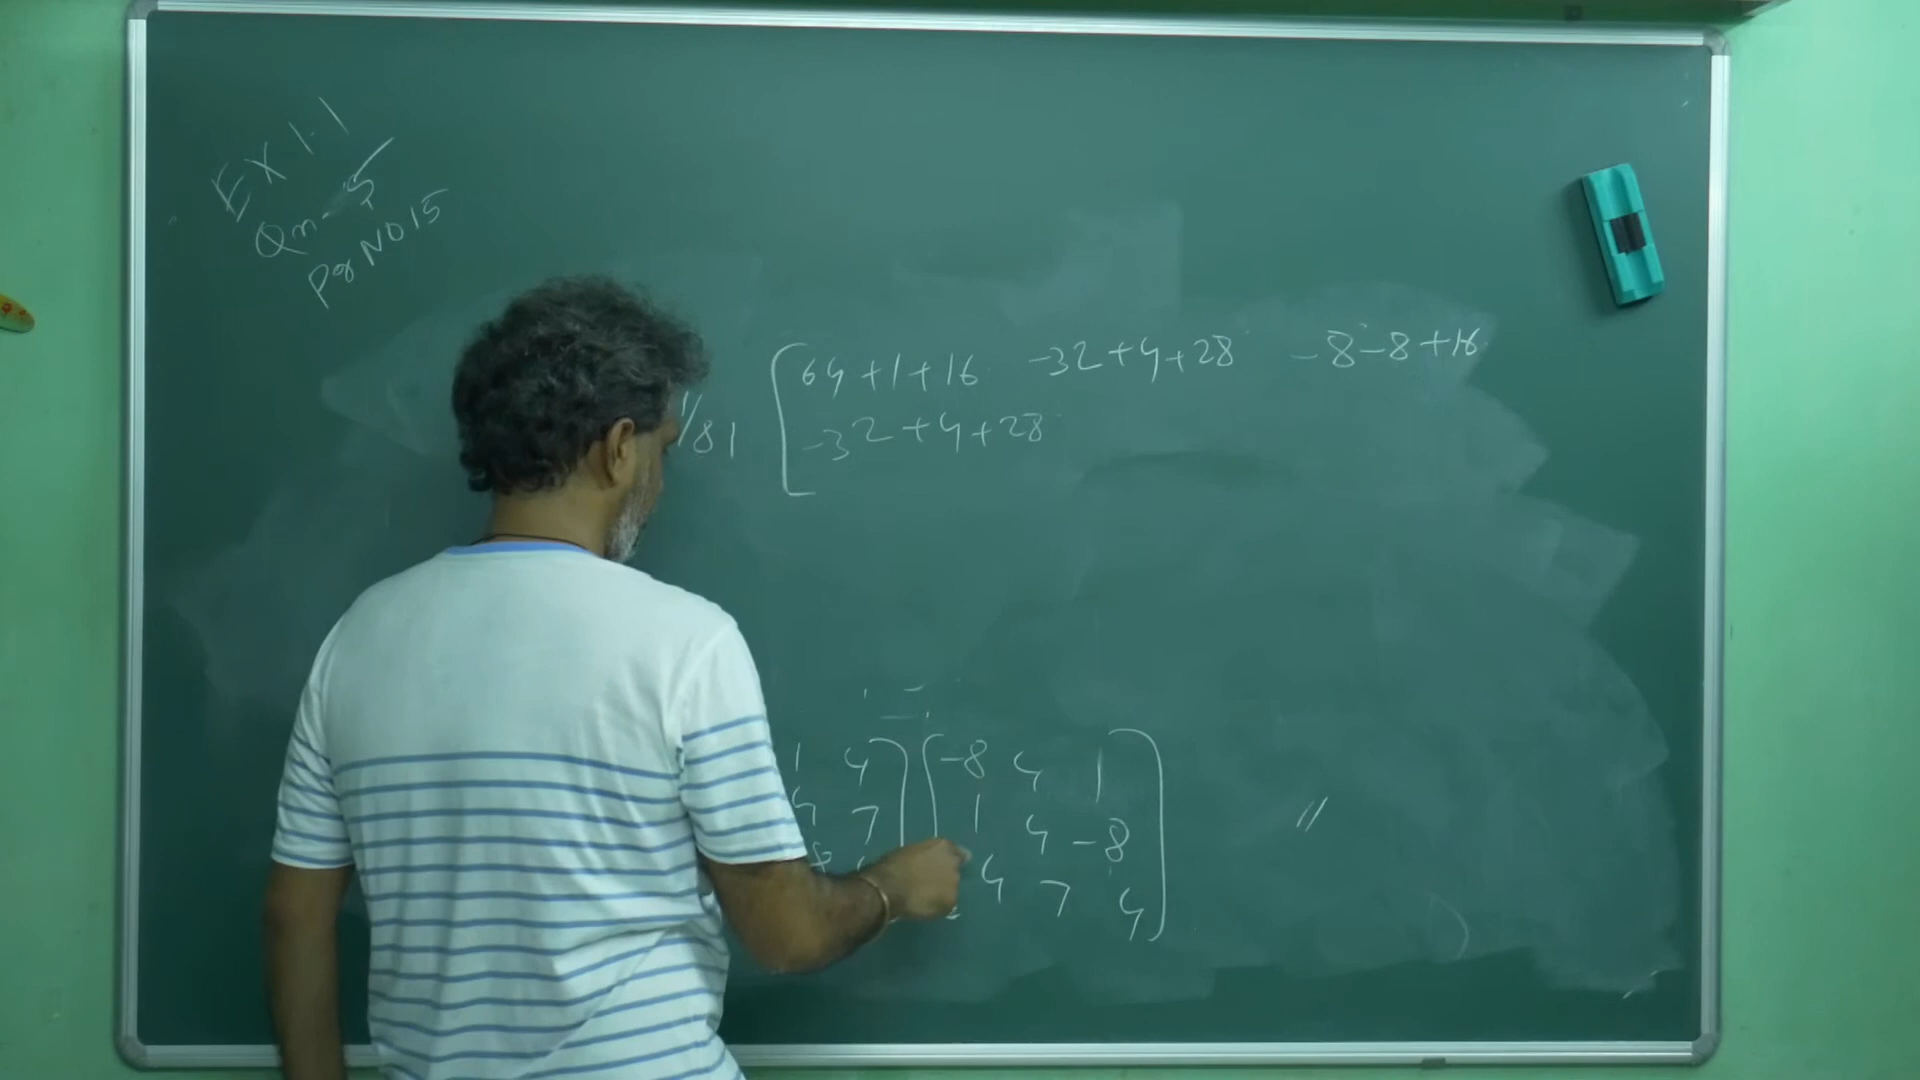 EX 1.1
Qn-5
Pg NO 15
1/81 [ 64+1+16 -32+4+28 -8-8+16
-32+4+28
1 4 ] [ -8 4 1 ]
4 7 1 4 -8
8 4 7 4